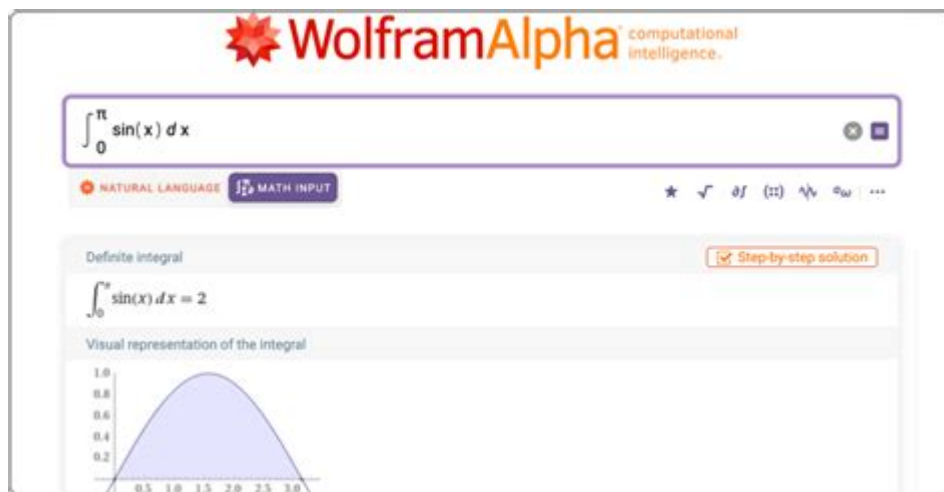 WolframAlpha computational intelligence.
∫₀^π sin(x) d x
NATURAL LANGUAGE MATH INPUT
Definite integral Step-by-step solution
∫₀^π sin(x) dx = 2
Visual representation of the integral
1.0
0.8
0.6
0.4
0.2
0.5 1.0 1.5 2.0 2.5 3.0